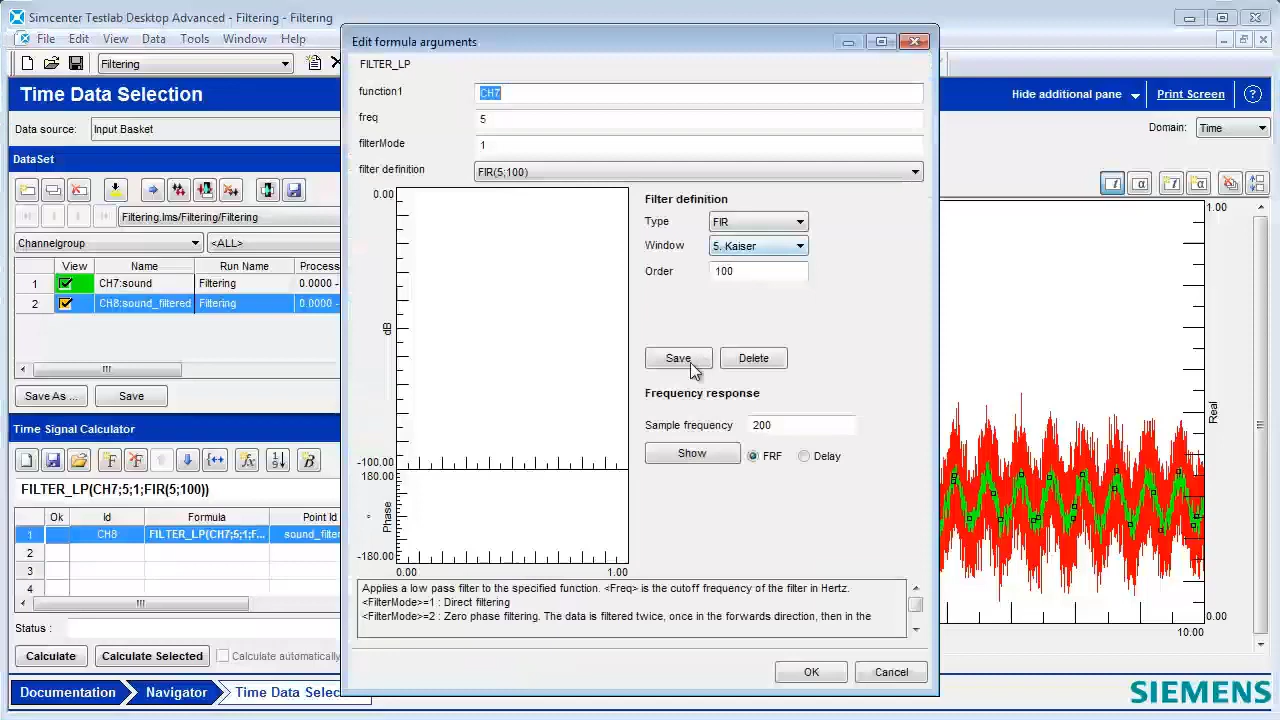 Simcenter Testlab Desktop Advanced - Filtering - Filtering
File Edit View Data Tools Window Help
Filtering
Time Data Selection
Hide additional pane
Print Screen
?
Data source:
Input Basket
Domain:
Time
DataSet
Filtering.lms/Filtering/Filtering
Channelgroup
<ALL>
View Name Run Name Process
1 CH7:sound Filtering 0.0000 -
2 CH8:sound_filtered Filtering 0.0000 -
Save As ...
Save
Time Signal Calculator
FILTER_LP(CH7;5;1;FIR(5;100))
Ok Id Formula Point Id
1 CH8 FILTER_LP(CH7;5;1;F... sound_filter
2
3
4
Status :
Calculate
Calculate Selected
Calculate automatically
Documentation
Navigator
Time Data Selec
Edit formula arguments
FILTER_LP
function1
CH7
freq
5
filterMode
1
filter definition
FIR(5;100)
0.00
dB
-100.00
180.00
°
Phase
-180.00
0.00
1.00
Filter definition
Type
FIR
Window
5. Kaiser
Order
100
Save
Delete
Frequency response
Sample frequency
200
Show
FRF
Delay
Applies a low pass filter to the specified function. <Freq> is the cutoff frequency of the filter in Hertz.
<FilterMode>=1 : Direct filtering
<FilterMode>=2 : Zero phase filtering. The data is filtered twice, once in the forwards direction, then in the
OK
Cancel
1.00
Real
0.00
10.00
SIEMENS